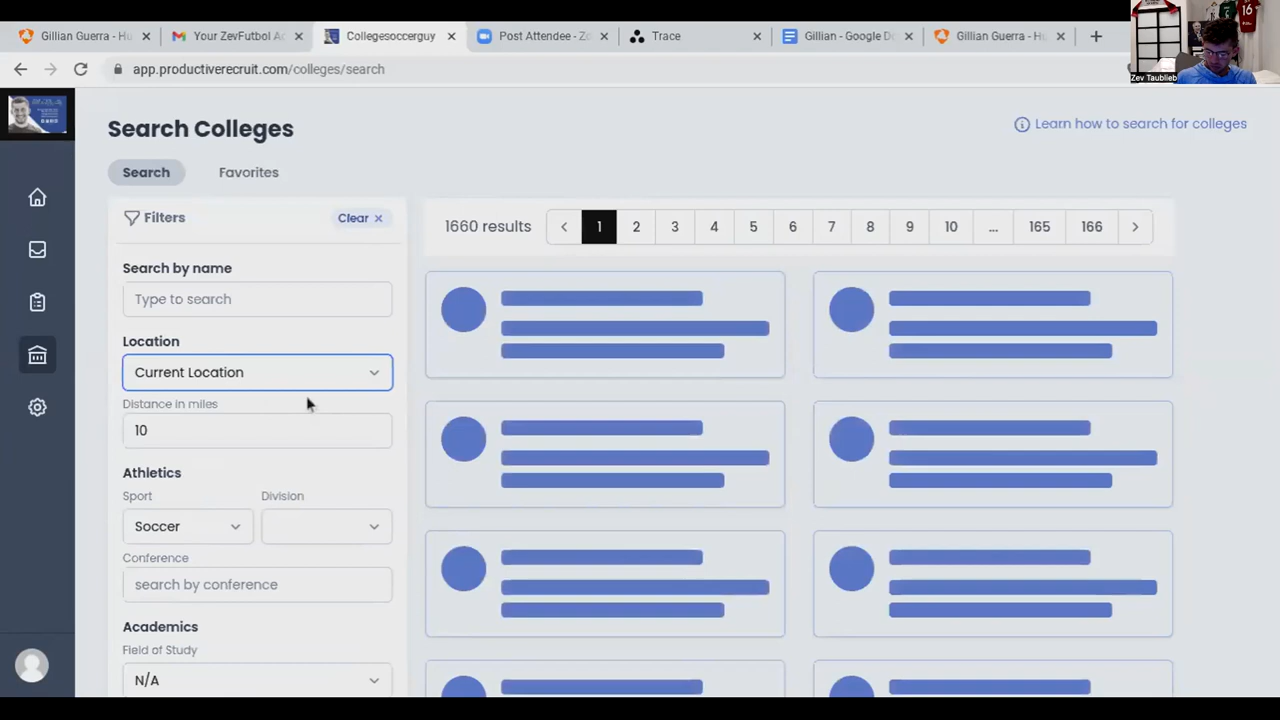 Gillian Guerra - Hu
Your ZevFutbol Ac
Collegesoccerguy
Post Attendee - Zo
Trace
Gillian - Google Do
Gillian Guerra - Hu
app.productiverecruit.com/colleges/search
Zev Taublieb
16
Search Colleges
Learn how to search for colleges
Search
Favorites
Filters
Clear ×
1660 results
< 1 2 3 4 5 6 7 8 9 10 ... 165 166 >
Search by name
Type to search
Location
Current Location
Distance in miles
10
Athletics
Sport
Division
Soccer
Conference
search by conference
Academics
Field of Study
N/A